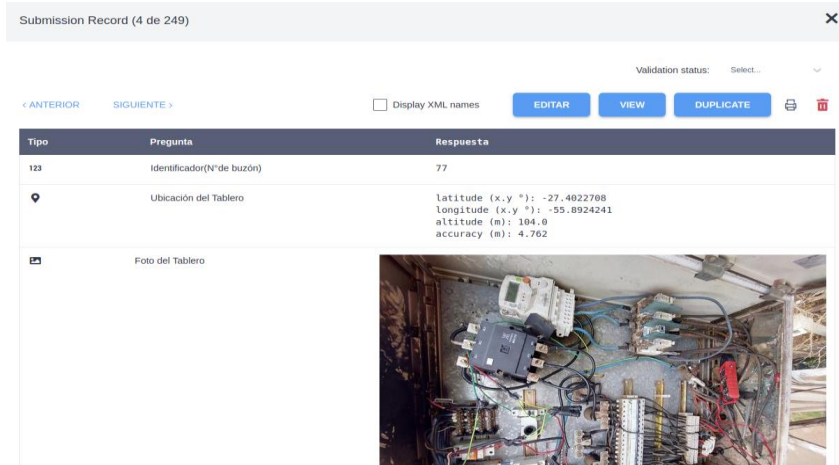 Submission Record (4 de 249)
Validation status: Select...
< ANTERIOR SIGUIENTE > Display XML names EDITAR VIEW DUPLICATE
Tipo Pregunta Respuesta
123 Identificador(N°de buzón) 77
Ubicación del Tablero latitude (x.y °): -27.4022708
longitude (x.y °): -55.8924241
altitude (m): 104.0
accuracy (m): 4.762
Foto del Tablero